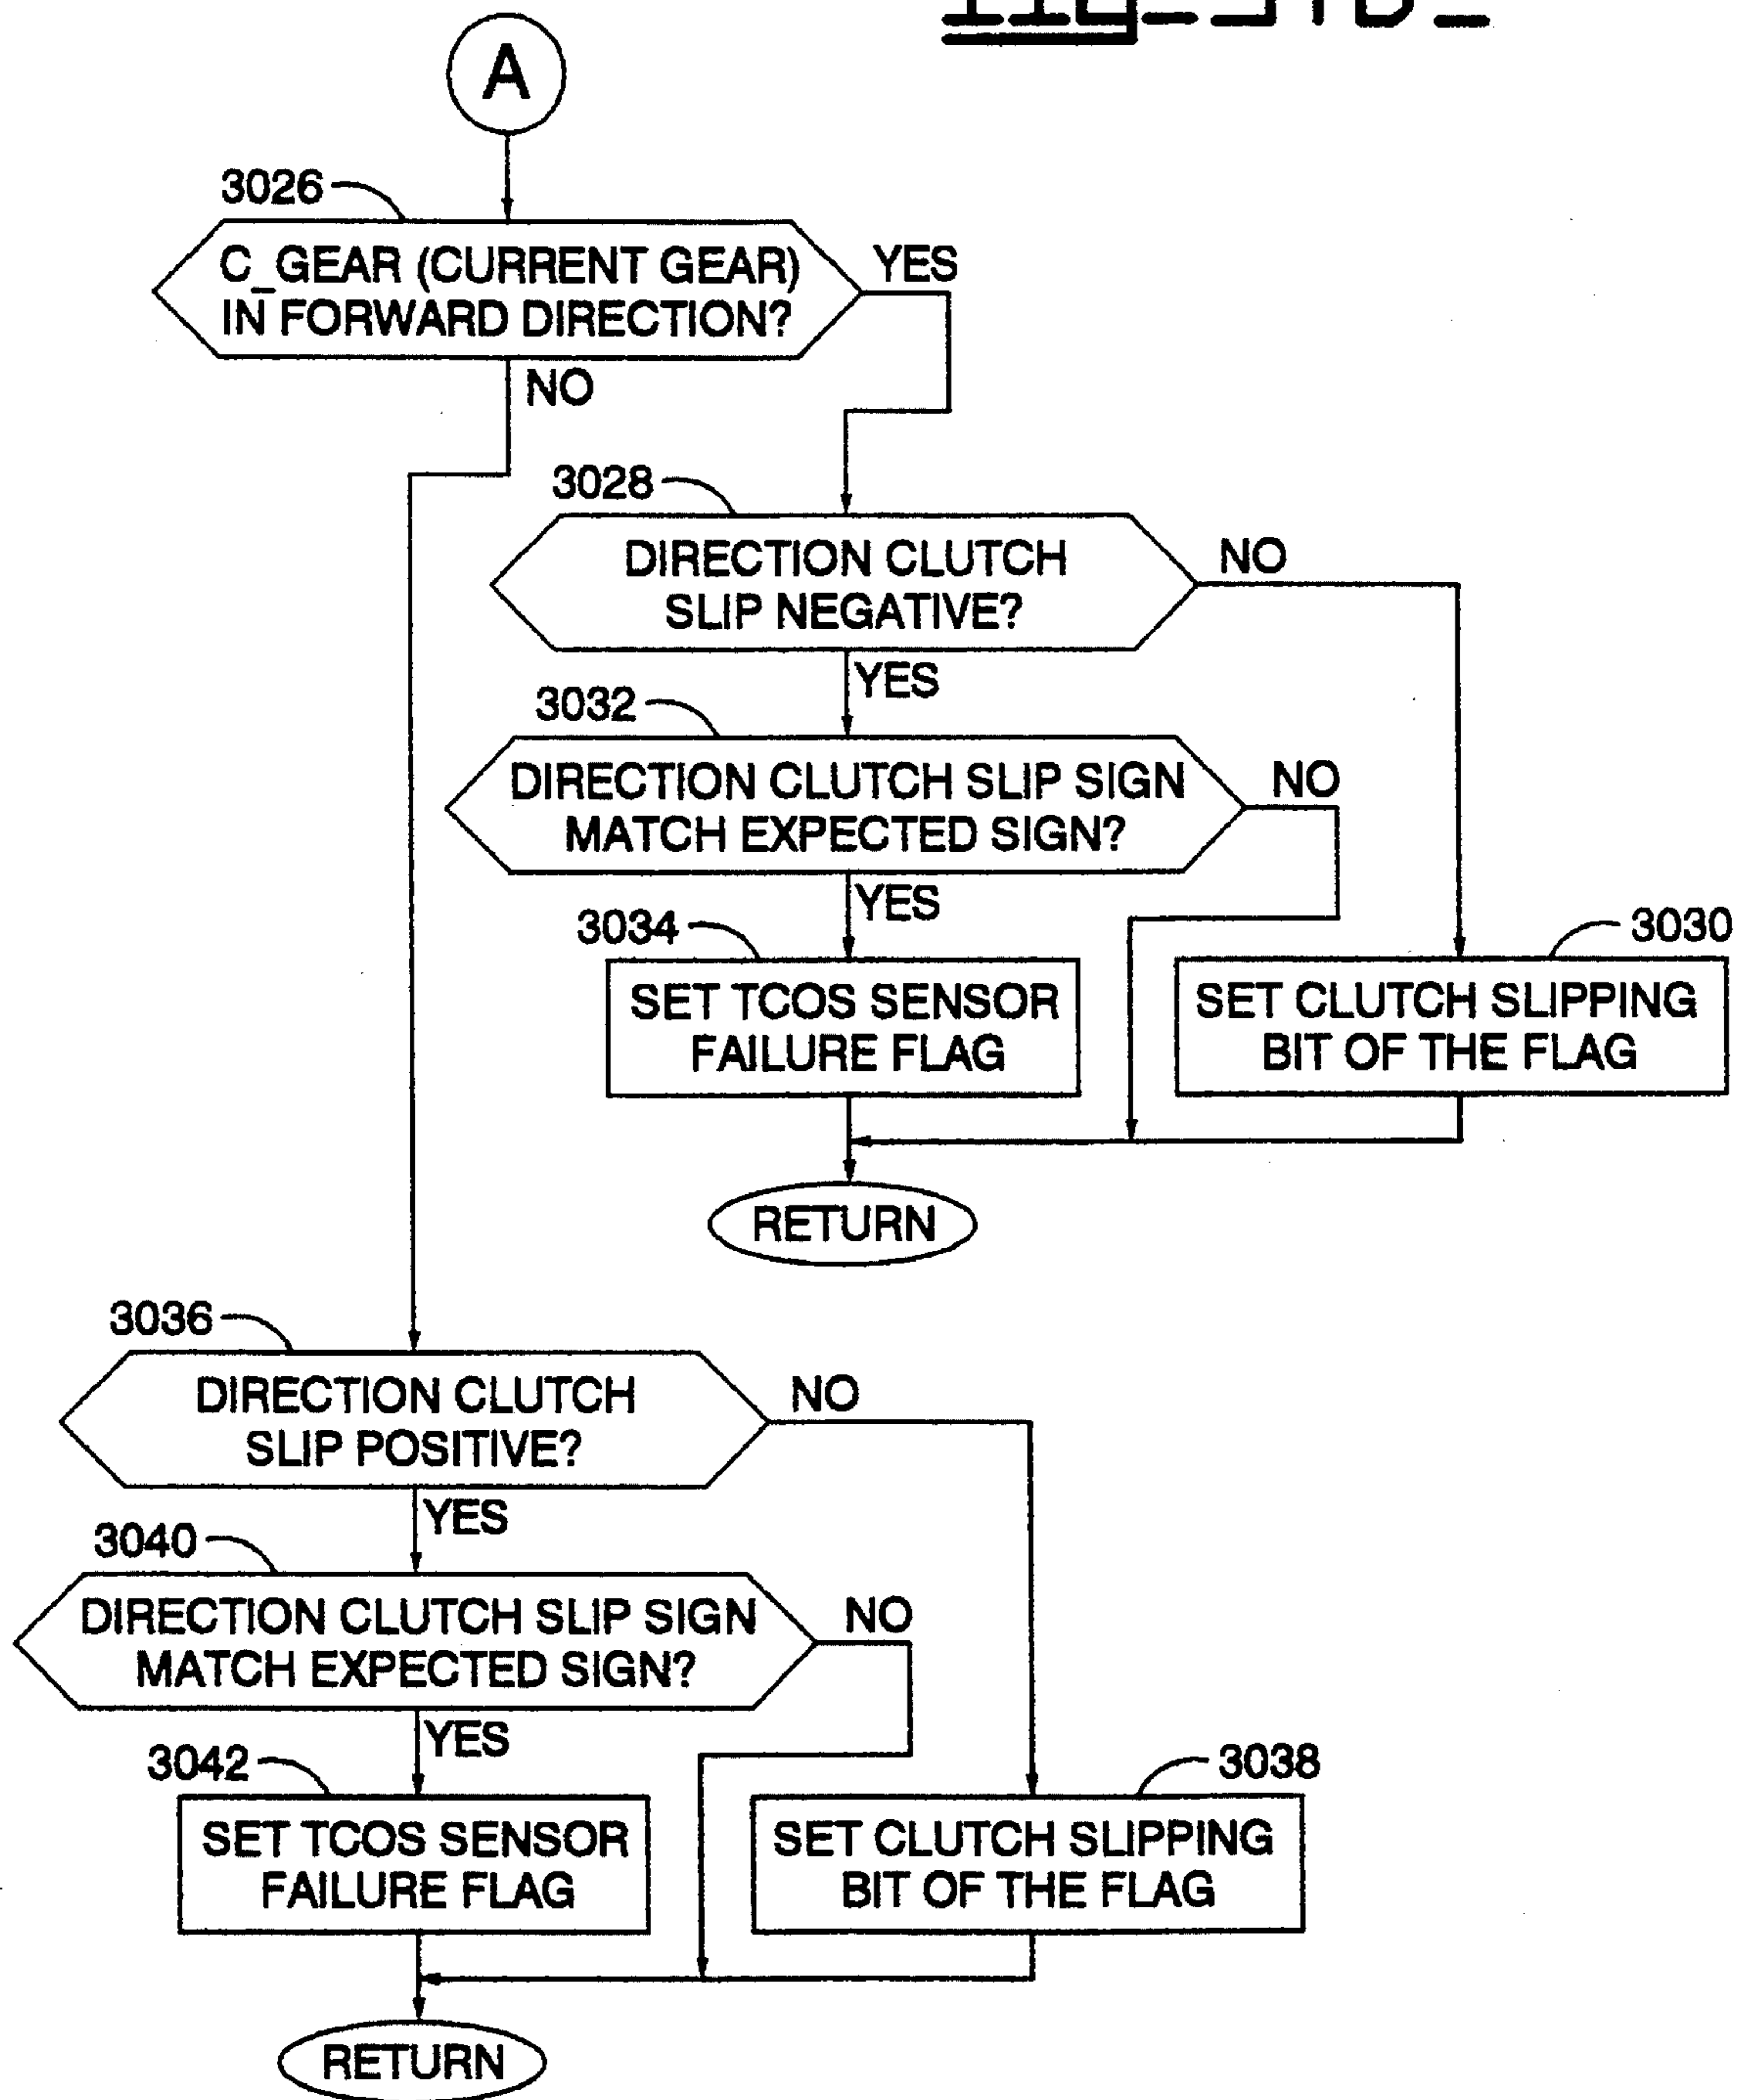 A
3026
C_GEAR (CURRENT GEAR)
IN FORWARD DIRECTION?
YES
NO
3028
DIRECTION CLUTCH
SLIP NEGATIVE?
NO
YES
3032
DIRECTION CLUTCH SLIP SIGN
MATCH EXPECTED SIGN?
NO
YES
3034
SET TCOS SENSOR
FAILURE FLAG
3030
SET CLUTCH SLIPPING
BIT OF THE FLAG
RETURN
3036
DIRECTION CLUTCH
SLIP POSITIVE?
NO
YES
3040
DIRECTION CLUTCH SLIP SIGN
MATCH EXPECTED SIGN?
NO
YES
3042
SET TCOS SENSOR
FAILURE FLAG
3038
SET CLUTCH SLIPPING
BIT OF THE FLAG
RETURN